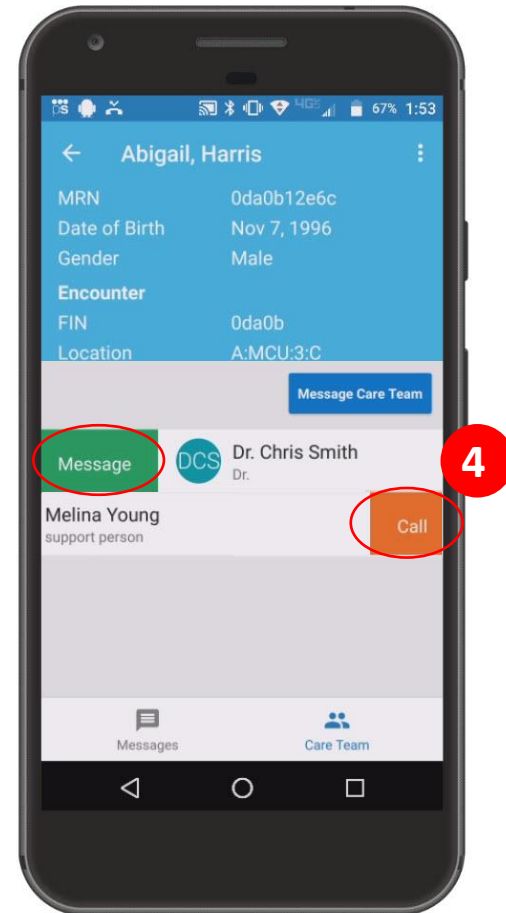 DS 4GE 67% 1:53
Abigail, Harris
MRN 0da0b12e6c
Date of Birth Nov 7, 1996
Gender Male
Encounter
FIN 0da0b
Location A:MCU:3:C
Message Care Team
Message DCS Dr. Chris Smith
Dr.
4
Melina Young
support person
Call
Messages Care Team